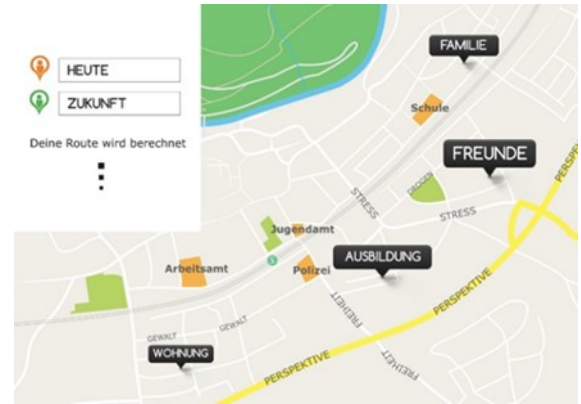 HEUTE
ZUKUNFT
Deine Route wird berechnet
FAMILIE
Schule
FREUNDE
DROGEN
PERSPEKTIVE
STRESS
STRESS
Jugendamt
S
Arbeitsamt
Polizei
AUSBILDUNG
PERSPEKTIVE
FREIHEIT
GEWALT
GEWALT
WOHNUNG
FREIHEIT
PERSPEKTIVE